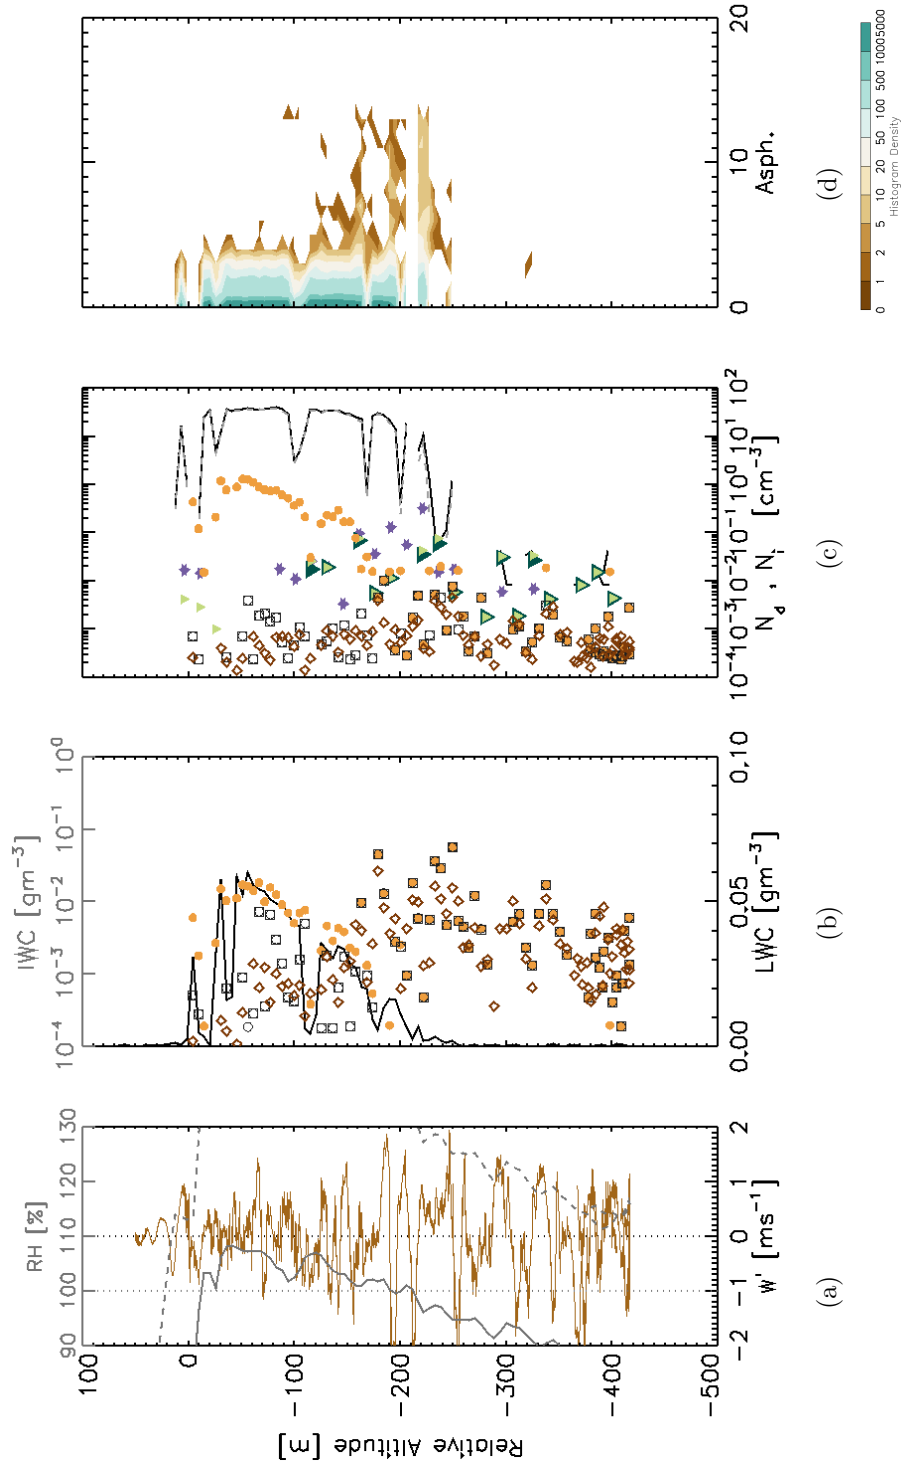 Relative Altitude [m]
100
0
−100
−200
−300
−400
−500
RH [%]
90 100 110 120 130
−2 −1 0 1 2
W' [ms⁻¹]
(a)
IWC [gm⁻³]
10⁻⁴ 10⁻³ 10⁻² 10⁻¹ 10⁰
0.00 0.05 0.10
LWC [gm⁻³]
(b)
10⁻⁴ 10⁻³ 10⁻² 10⁻¹ 10⁰ 10¹ 10²
N_d , N_i [cm⁻³]
(c)
0 10 20
Asph.
(d)
0 1 2 5 10 20 50 100 500 1000 5000
Histogram Density